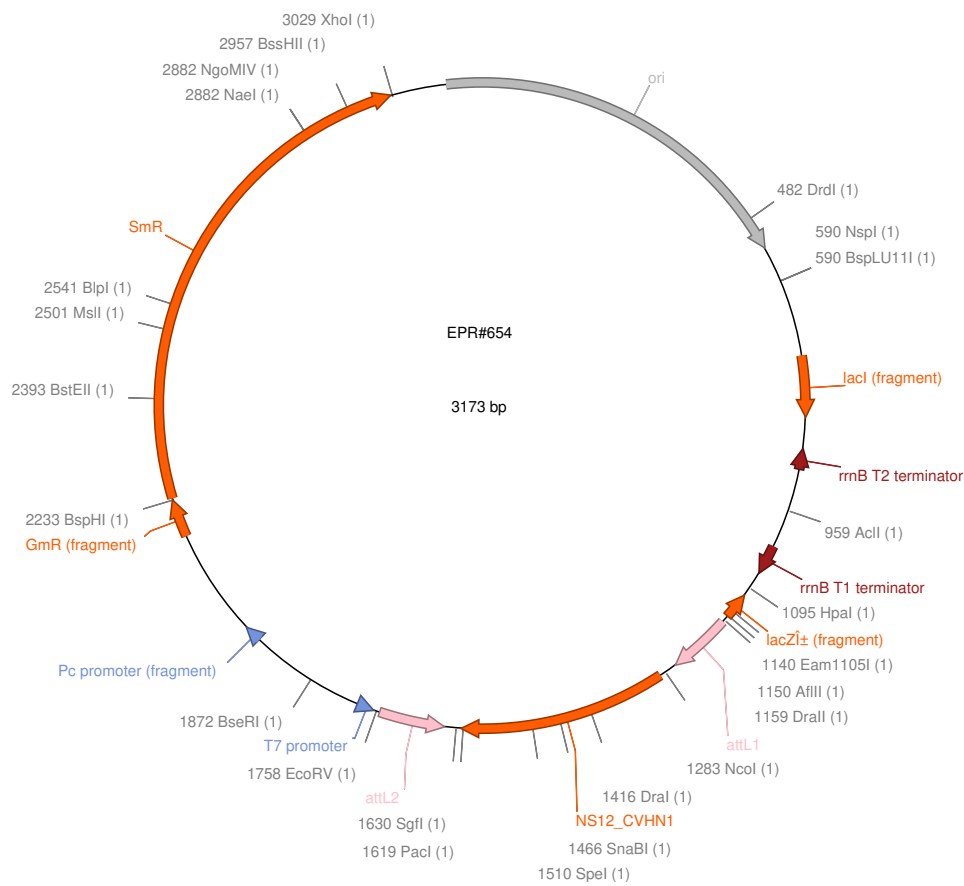 3029 XhoI (1)
2957 BssHII (1)
2882 NgoMIV (1)
2882 NaeI (1)
ori
482 DrdI (1)
SmR
590 NspI (1)
590 BspLU11I (1)
2541 BlpI (1)
2501 MslI (1)
EPR#654
2393 BstEII (1)
lacI (fragment)
3173 bp
rrnB T2 terminator
2233 BspHI (1)
959 AclI (1)
GmR (fragment)
rrnB T1 terminator
1095 HpaI (1)
lacZÎ± (fragment)
Pc promoter (fragment)
1140 Eam1105I (1)
1150 AflIII (1)
1872 BseRI (1)
1159 DraII (1)
T7 promoter
attL1
1758 EcoRV (1)
1283 NcoI (1)
attL2
1416 DraI (1)
1630 SgfI (1)
NS12_CVHN1
1619 PacI (1)
1466 SnaBI (1)
1510 SpeI (1)